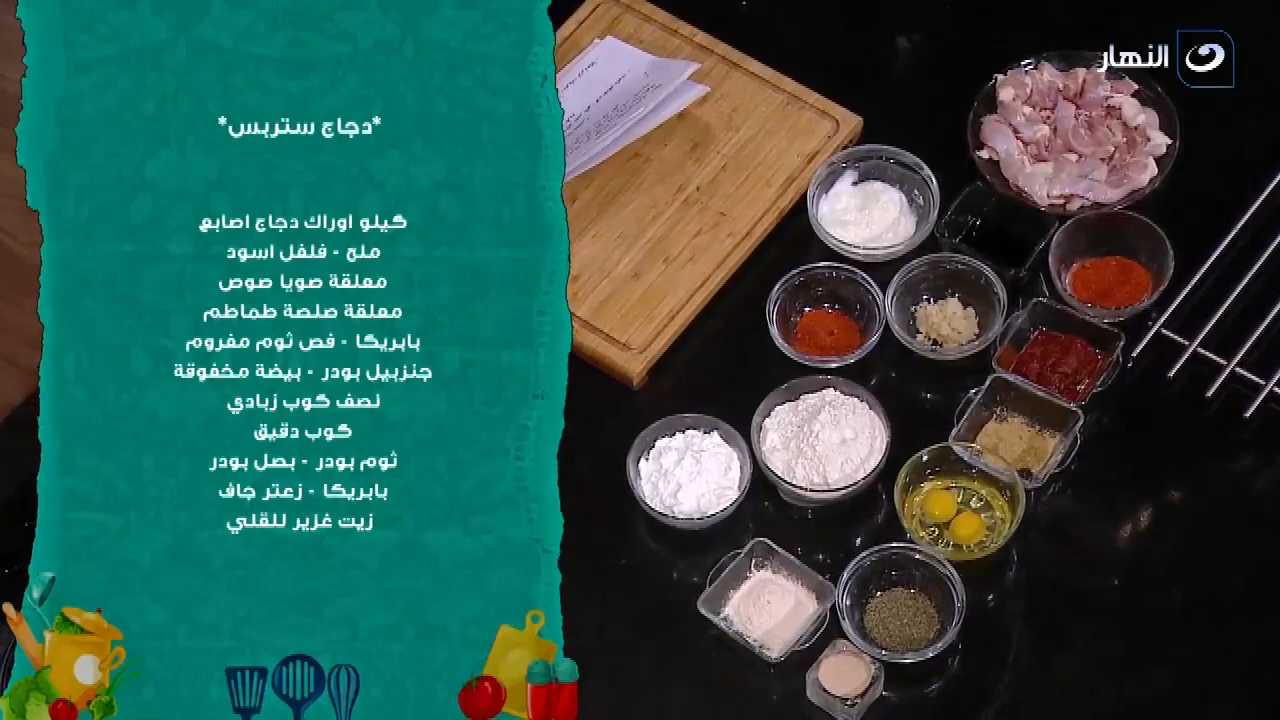 النهار
*دجاج ستربس*
كيلو اوراك دجاج اصابع
ملح - فلفل اسود
معلقة صويا صوص
معلقة صلصة طماطم
بابريكا - فص ثوم مفروم
جنزبيل بودر - بيضة مخفوقة
نصف كوب زبادي
كوب دقيق
ثوم بودر - بصل بودر
بابريكا - زعتر جاف
زيت غزير للقلي